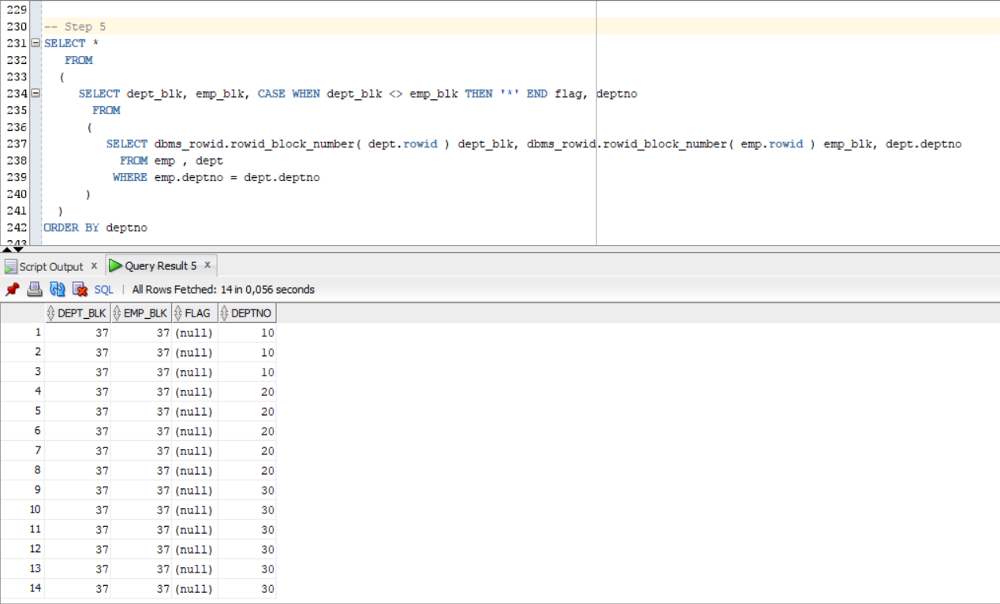 229
230 -- Step 5
231 SELECT *
232 FROM
233 (
234 SELECT dept_blk, emp_blk, CASE WHEN dept_blk <> emp_blk THEN '*' END flag, deptno
235 FROM
236 (
237 SELECT dbms_rowid.rowid_block_number( dept.rowid ) dept_blk, dbms_rowid.rowid_block_number( emp.rowid ) emp_blk, dept.deptno
238 FROM emp , dept
239 WHERE emp.deptno = dept.deptno
240 )
241 )
242 ORDER BY deptno
243
Script Output x Query Result 5 x
SQL | All Rows Fetched: 14 in 0,056 seconds
DEPT_BLK EMP_BLK FLAG DEPTNO
1 37 37 (null) 10
2 37 37 (null) 10
3 37 37 (null) 10
4 37 37 (null) 20
5 37 37 (null) 20
6 37 37 (null) 20
7 37 37 (null) 20
8 37 37 (null) 20
9 37 37 (null) 30
10 37 37 (null) 30
11 37 37 (null) 30
12 37 37 (null) 30
13 37 37 (null) 30
14 37 37 (null) 30